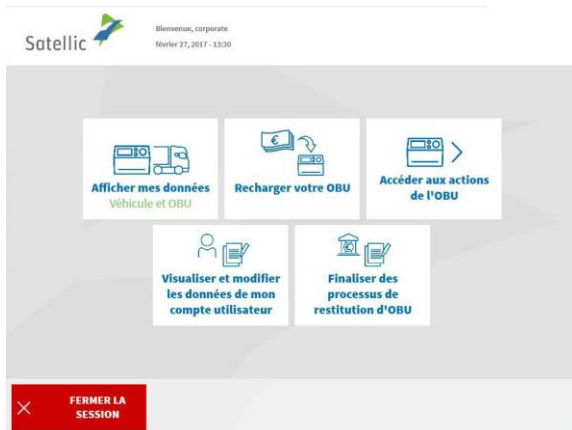 Satellic
Bienvenue, corporate
février 27, 2017 - 13:30
Afficher mes données
Véhicule et OBU
Recharger votre OBU
Accéder aux actions
de l'OBU
Visualiser et modifier
les données de mon
compte utilisateur
Finaliser des
processus de
restitution d'OBU
FERMER LA
SESSION